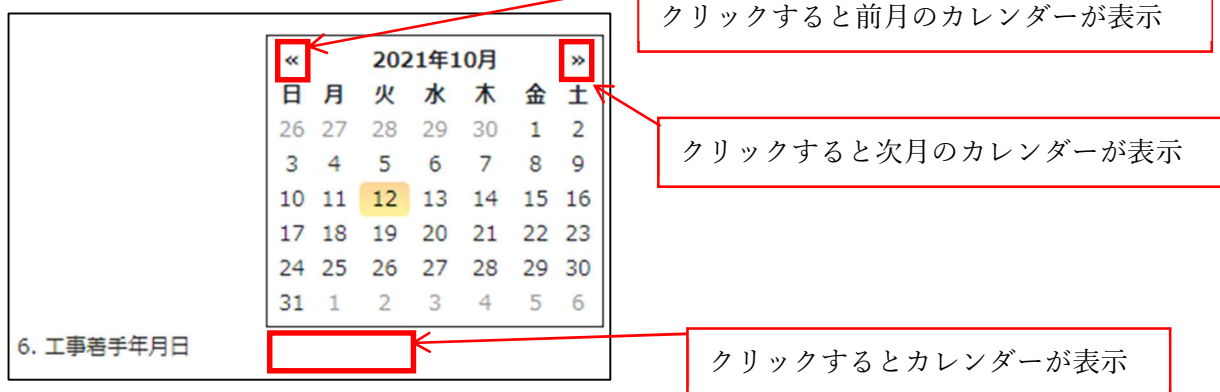 クリックすると前月のカレンダーが表示
« 2021年10月 »
日 月 火 水 木 金 土
26 27 28 29 30 1 2
3 4 5 6 7 8 9
クリックすると次月のカレンダーが表示
10 11 12 13 14 15 16
17 18 19 20 21 22 23
24 25 26 27 28 29 30
31 1 2 3 4 5 6
6. 工事着手年月日
クリックするとカレンダーが表示